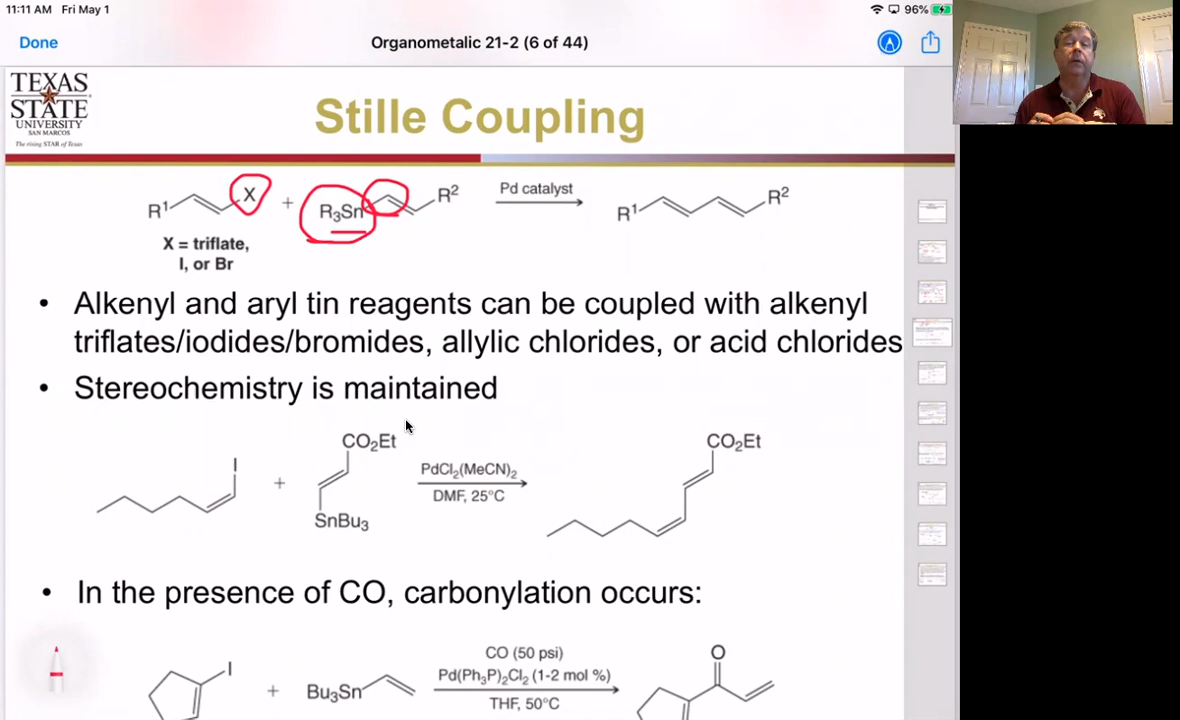 11:11 AM Fri May 1
96%
Done
Organometalic 21-2 (6 of 44)
TEXAS
STATE
UNIVERSITY
SAN MARCOS
The rising STAR of Texas
Stille Coupling
R¹ X + R₃Sn R² Pd catalyst R¹ R²
X = triflate,
I, or Br
• Alkenyl and aryl tin reagents can be coupled with alkenyl
triflates/iodides/bromides, allylic chlorides, or acid chlorides
• Stereochemistry is maintained
CO₂Et CO₂Et
I + PdCl₂(MeCN)₂
DMF, 25°C
SnBu₃
• In the presence of CO, carbonylation occurs:
CO (50 psi) O
I + Bu₃Sn Pd(Ph₃P)₂Cl₂ (1-2 mol %)
THF, 50°C